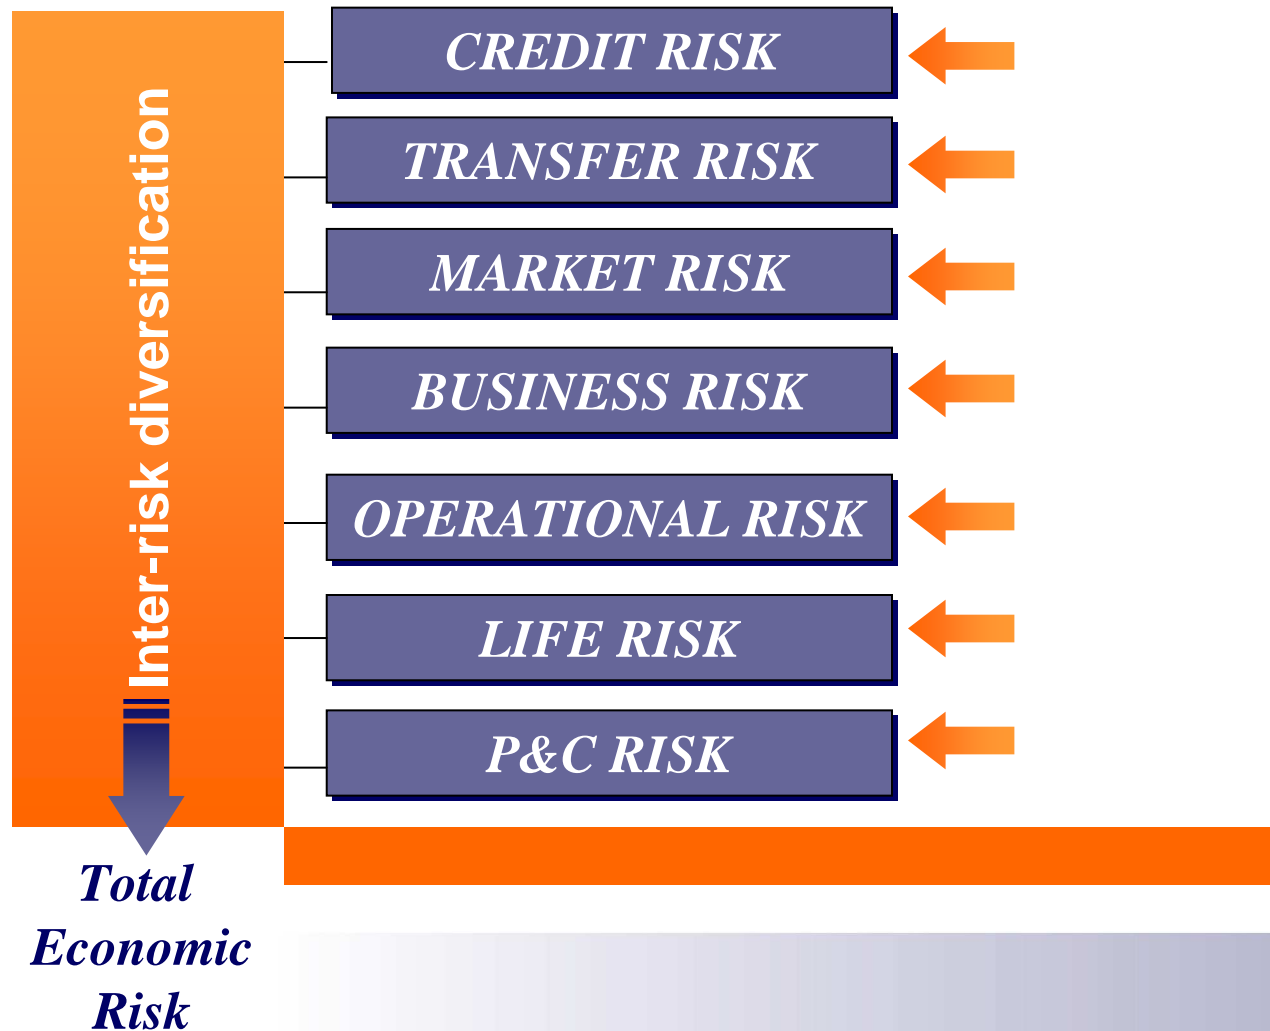 Inter-risk diversification
CREDIT RISK
TRANSFER RISK
MARKET RISK
BUSINESS RISK
OPERATIONAL RISK
LIFE RISK
P&C RISK
Total
Economic
Risk